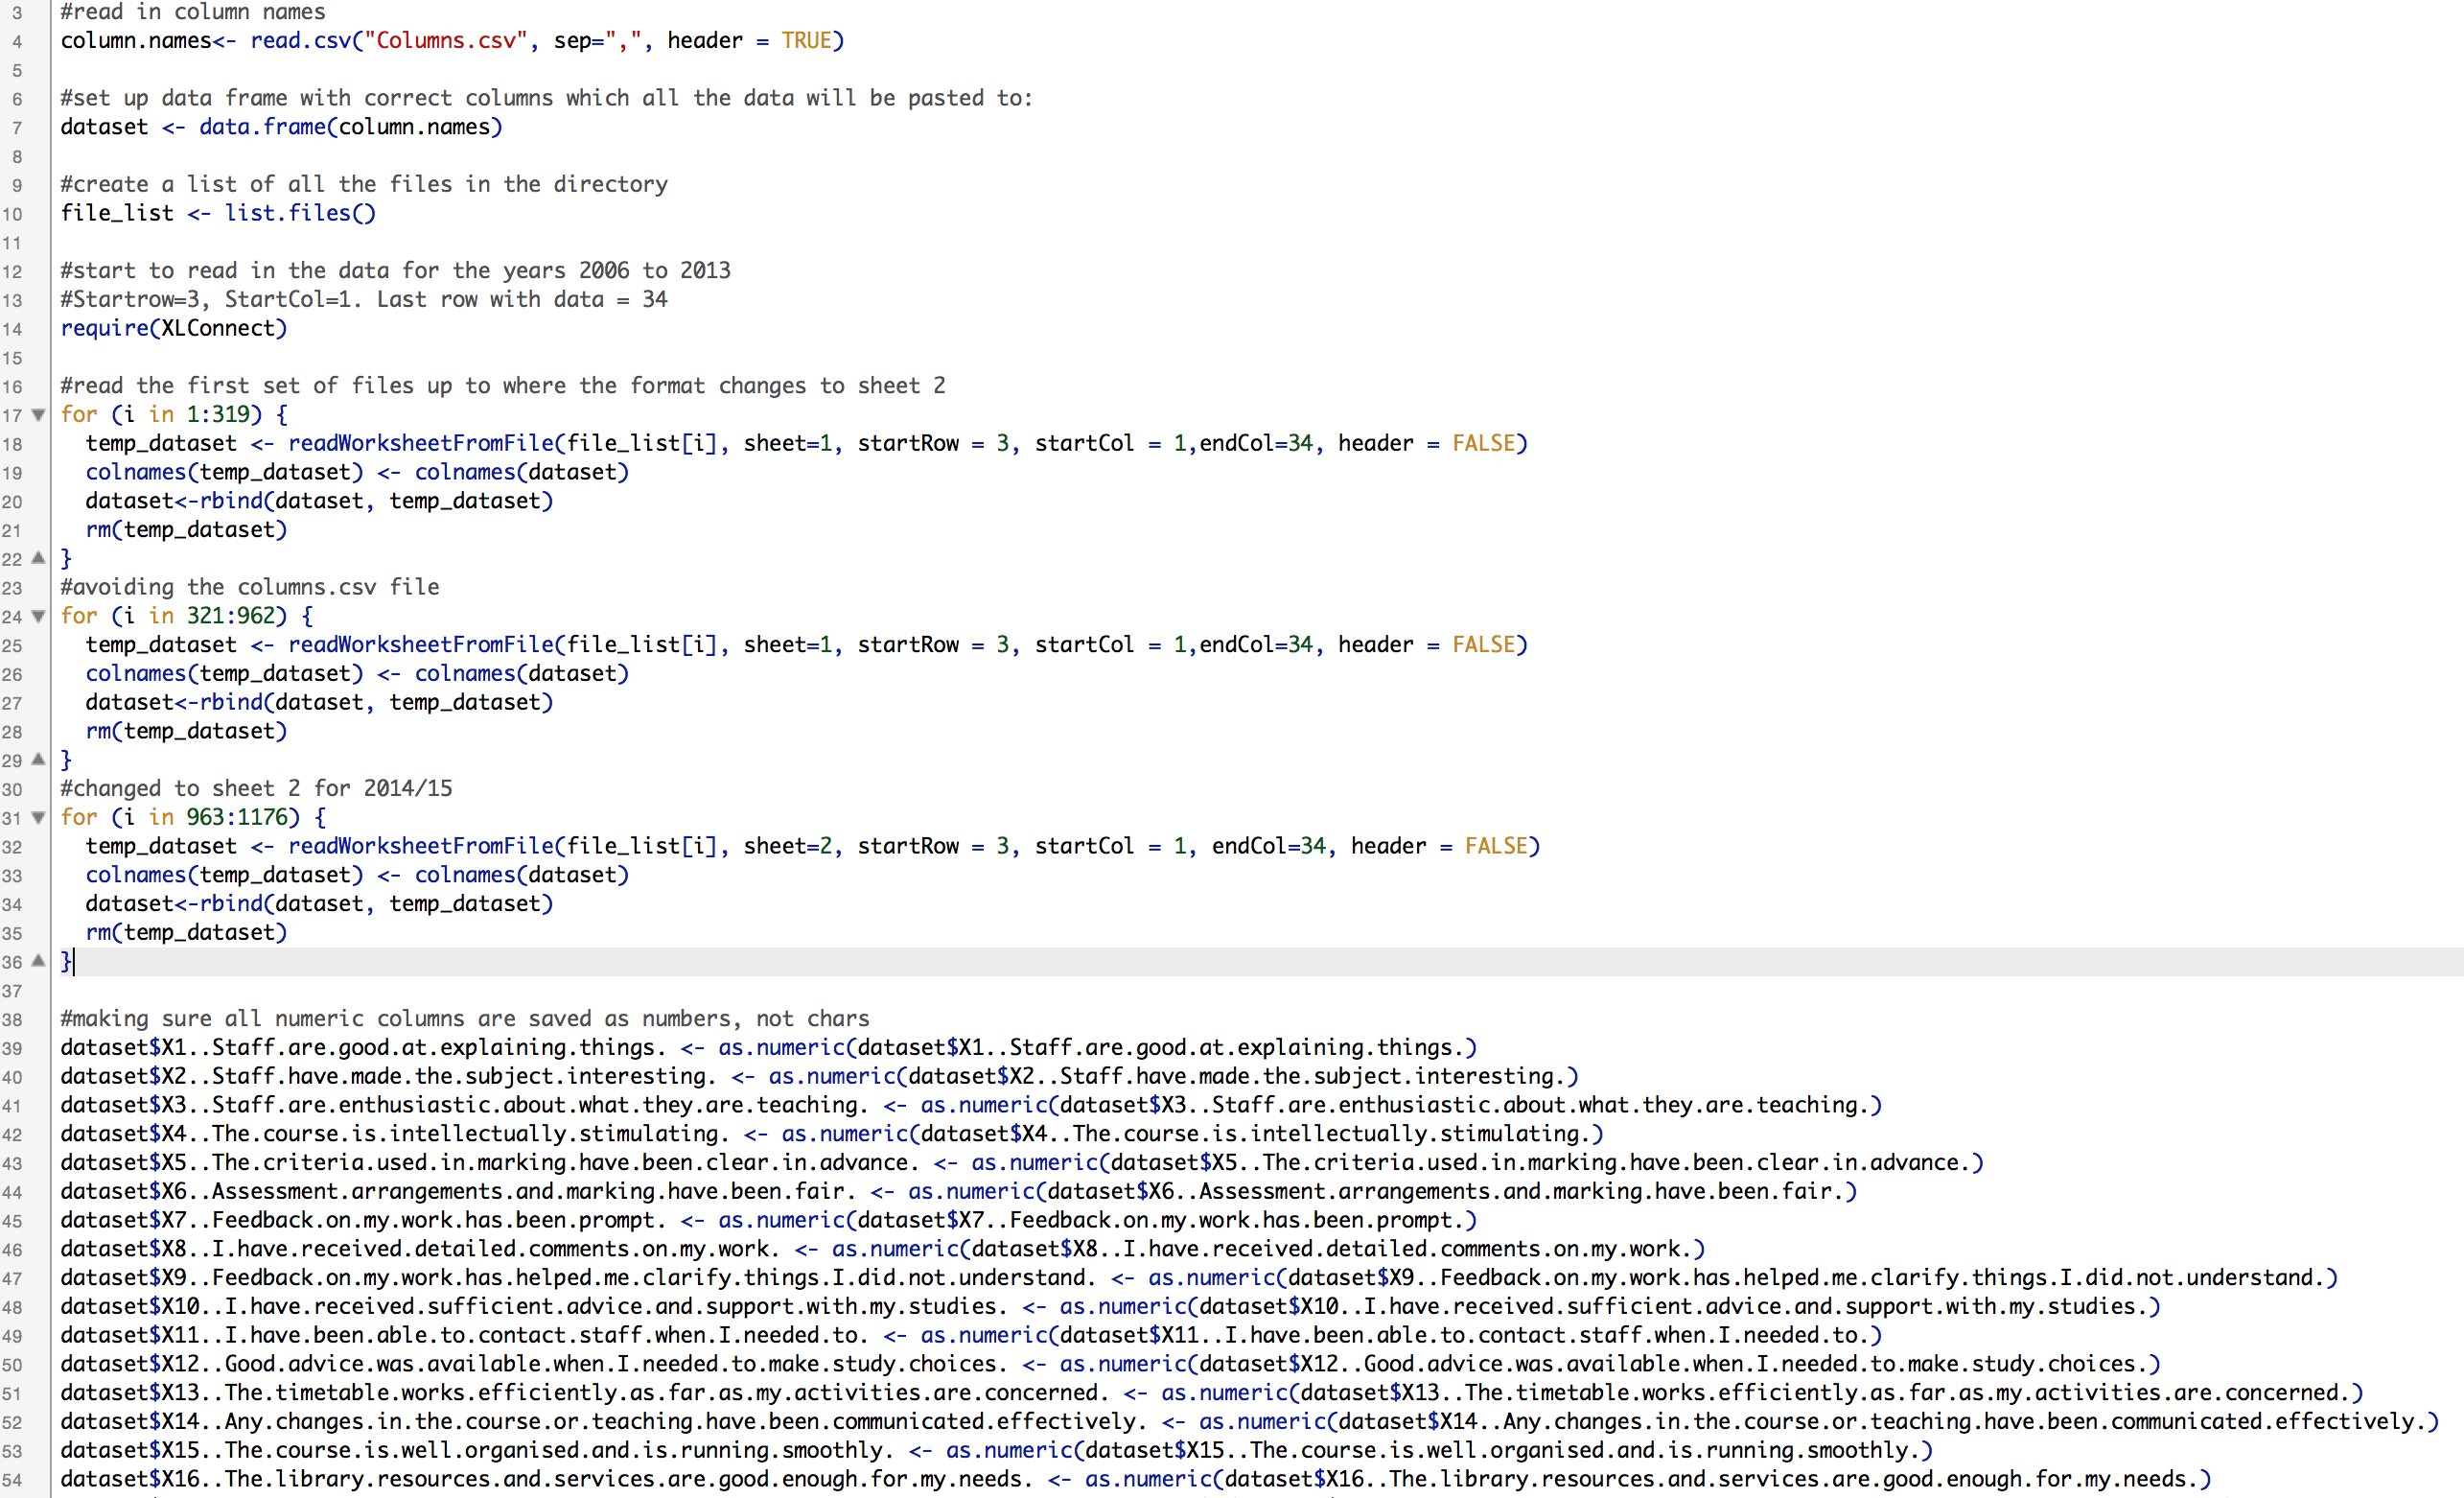 3 #read in column names
4 column.names<- read.csv("Columns.csv", sep=",", header = TRUE)
5
6 #set up data frame with correct columns which all the data will be pasted to:
7 dataset <- data.frame(column.names)
8
9 #create a list of all the files in the directory
10 file_list <- list.files()
11
12 #start to read in the data for the years 2006 to 2013
13 #Startrow=3, StartCol=1. Last row with data = 34
14 require(XLConnect)
15
16 #read the first set of files up to where the format changes to sheet 2
17 for (i in 1:319) {
18   temp_dataset <- readWorksheetFromFile(file_list[i], sheet=1, startRow = 3, startCol = 1,endCol=34, header = FALSE)
19   colnames(temp_dataset) <- colnames(dataset)
20   dataset<-rbind(dataset, temp_dataset)
21   rm(temp_dataset)
22 }
23 #avoiding the columns.csv file
24 for (i in 321:962) {
25   temp_dataset <- readWorksheetFromFile(file_list[i], sheet=1, startRow = 3, startCol = 1,endCol=34, header = FALSE)
26   colnames(temp_dataset) <- colnames(dataset)
27   dataset<-rbind(dataset, temp_dataset)
28   rm(temp_dataset)
29 }
30 #changed to sheet 2 for 2014/15
31 for (i in 963:1176) {
32   temp_dataset <- readWorksheetFromFile(file_list[i], sheet=2, startRow = 3, startCol = 1, endCol=34, header = FALSE)
33   colnames(temp_dataset) <- colnames(dataset)
34   dataset<-rbind(dataset, temp_dataset)
35   rm(temp_dataset)
36 }
37
38 #making sure all numeric columns are saved as numbers, not chars
39 dataset$X1..Staff.are.good.at.explaining.things. <- as.numeric(dataset$X1..Staff.are.good.at.explaining.things.)
40 dataset$X2..Staff.have.made.the.subject.interesting. <- as.numeric(dataset$X2..Staff.have.made.the.subject.interesting.)
41 dataset$X3..Staff.are.enthusiastic.about.what.they.are.teaching. <- as.numeric(dataset$X3..Staff.are.enthusiastic.about.what.they.are.teaching.)
42 dataset$X4..The.course.is.intellectually.stimulating. <- as.numeric(dataset$X4..The.course.is.intellectually.stimulating.)
43 dataset$X5..The.criteria.used.in.marking.have.been.clear.in.advance. <- as.numeric(dataset$X5..The.criteria.used.in.marking.have.been.clear.in.advance.)
44 dataset$X6..Assessment.arrangements.and.marking.have.been.fair. <- as.numeric(dataset$X6..Assessment.arrangements.and.marking.have.been.fair.)
45 dataset$X7..Feedback.on.my.work.has.been.prompt. <- as.numeric(dataset$X7..Feedback.on.my.work.has.been.prompt.)
46 dataset$X8..I.have.received.detailed.comments.on.my.work. <- as.numeric(dataset$X8..I.have.received.detailed.comments.on.my.work.)
47 dataset$X9..Feedback.on.my.work.has.helped.me.clarify.things.I.did.not.understand. <- as.numeric(dataset$X9..Feedback.on.my.work.has.helped.me.clarify.things.I.did.not.understand.)
48 dataset$X10..I.have.received.sufficient.advice.and.support.with.my.studies. <- as.numeric(dataset$X10..I.have.received.sufficient.advice.and.support.with.my.studies.)
49 dataset$X11..I.have.been.able.to.contact.staff.when.I.needed.to. <- as.numeric(dataset$X11..I.have.been.able.to.contact.staff.when.I.needed.to.)
50 dataset$X12..Good.advice.was.available.when.I.needed.to.make.study.choices. <- as.numeric(dataset$X12..Good.advice.was.available.when.I.needed.to.make.study.choices.)
51 dataset$X13..The.timetable.works.efficiently.as.far.as.my.activities.are.concerned. <- as.numeric(dataset$X13..The.timetable.works.efficiently.as.far.as.my.activities.are.concerned.)
52 dataset$X14..Any.changes.in.the.course.or.teaching.have.been.communicated.effectively. <- as.numeric(dataset$X14..Any.changes.in.the.course.or.teaching.have.been.communicated.effectively.)
53 dataset$X15..The.course.is.well.organised.and.is.running.smoothly. <- as.numeric(dataset$X15..The.course.is.well.organised.and.is.running.smoothly.)
54 dataset$X16..The.library.resources.and.services.are.good.enough.for.my.needs. <- as.numeric(dataset$X16..The.library.resources.and.services.are.good.enough.for.my.needs.)